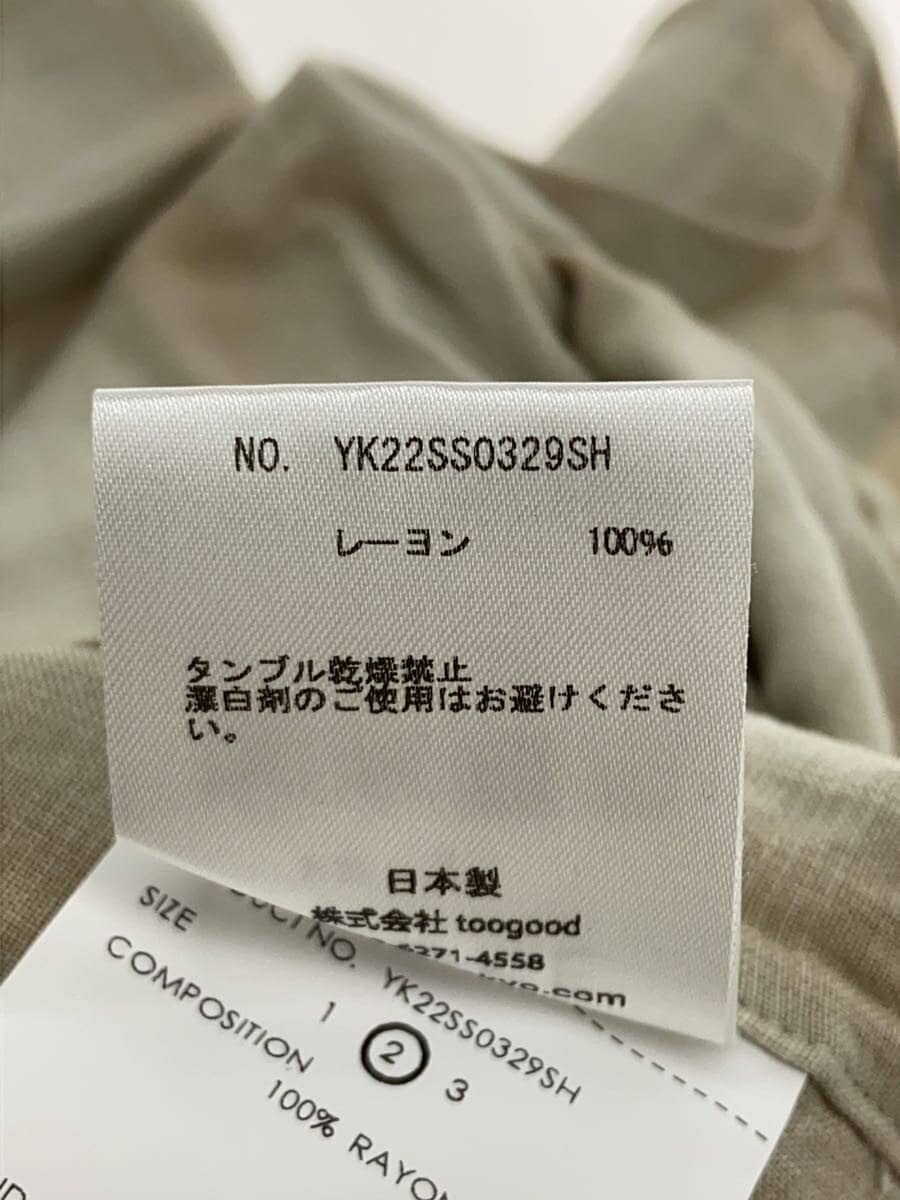 NO. YK22SS0329SH
レーヨン 100%
タンブル乾燥禁止
漂白剤のご使用はお避けくださ
い。
日本製
株式会社 toogood
371-4558
.com
NO. YK22SS0329SH
SIZE 1 2 3
COMPOSITION
100% RAYON